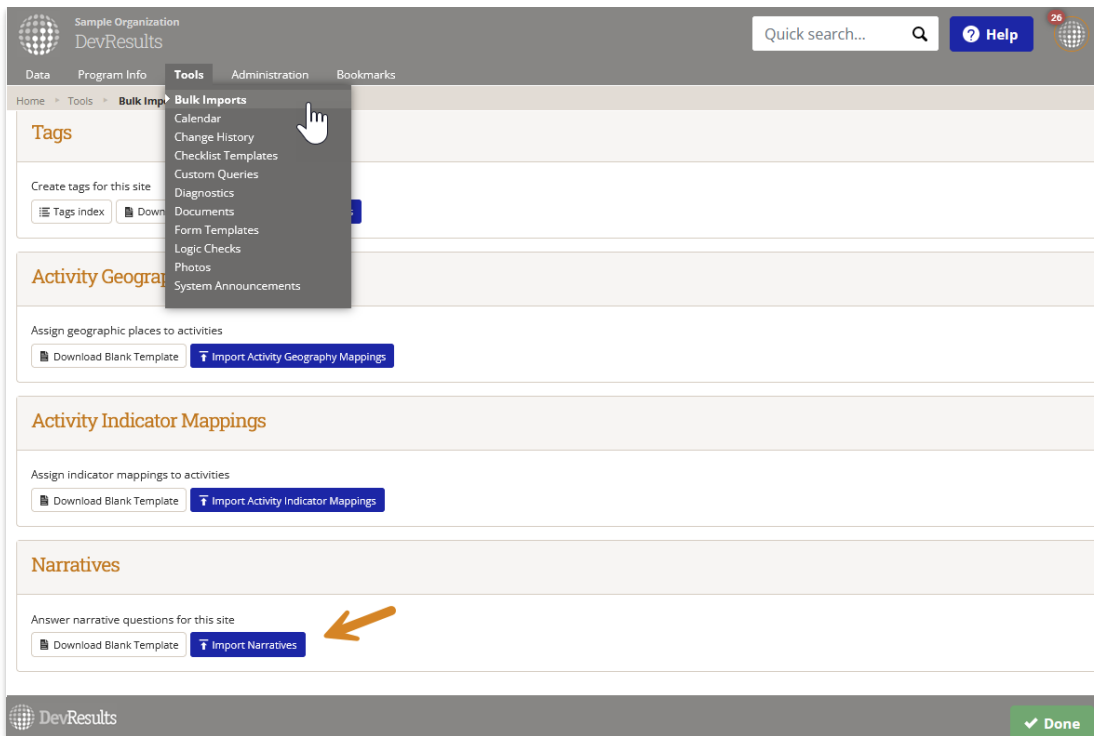 Sample Organization
DevResults
Quick search...
Help
26
Data Program Info Tools Administration Bookmarks
Home Tools Bulk Imp
Bulk Imports
Calendar
Change History
Checklist Templates
Custom Queries
Diagnostics
Documents
Form Templates
Logic Checks
Photos
System Announcements
Tags
Create tags for this site
Tags index Down
Activity Geograp
Assign geographic places to activities
Download Blank Template Import Activity Geography Mappings
Activity Indicator Mappings
Assign indicator mappings to activities
Download Blank Template Import Activity Indicator Mappings
Narratives
Answer narrative questions for this site
Download Blank Template Import Narratives
DevResults
Done